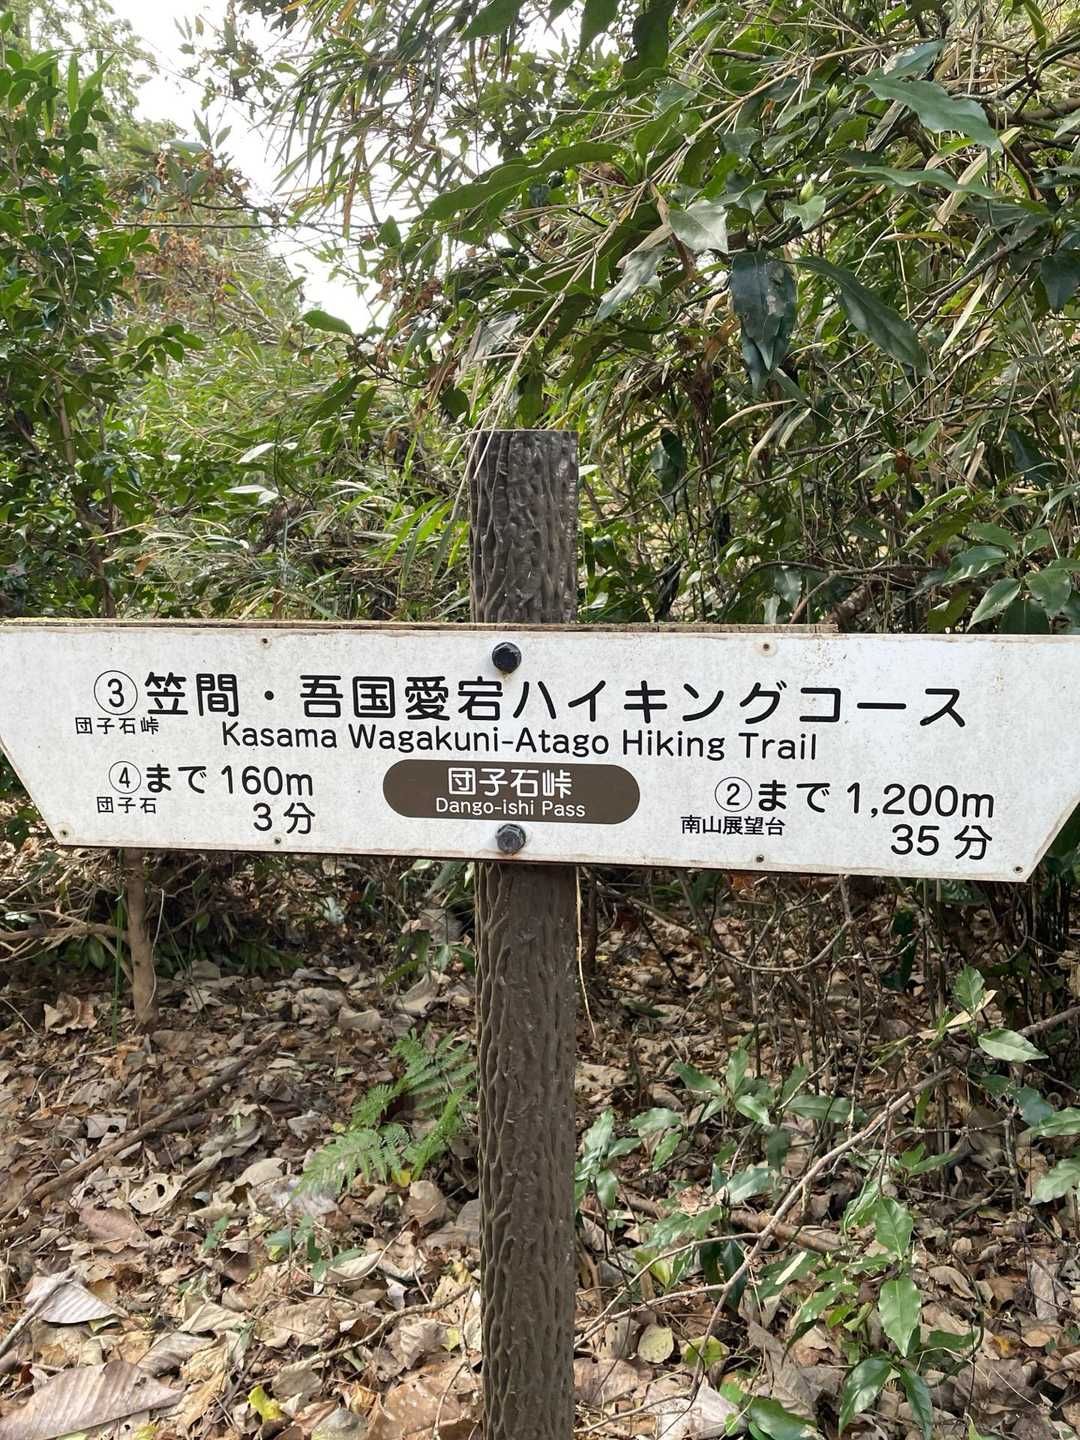 ③笠間・吾国愛宕ハイキングコース
団子石峠
Kasama Wagakuni-Atago Hiking Trail
④まで 160m
団子石
3分
団子石峠
Dango-ishi Pass
②まで 1,200m
南山展望台
35分